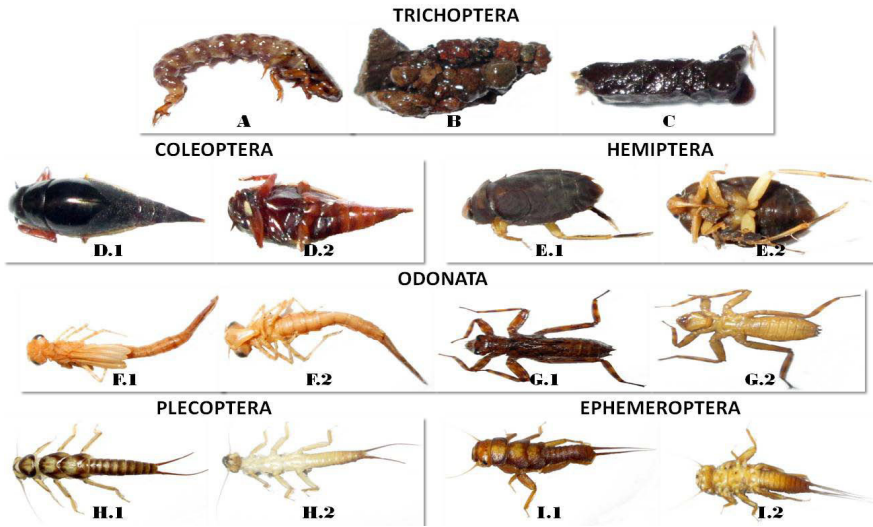 TRICHOPTERA
A B C
COLEOPTERA HEMIPTERA
D.1 D.2 E.1 E.2
ODONATA
F.1 F.2 G.1 G.2
PLECOPTERA EPHEMEROPTERA
H.1 H.2 I.1 I.2